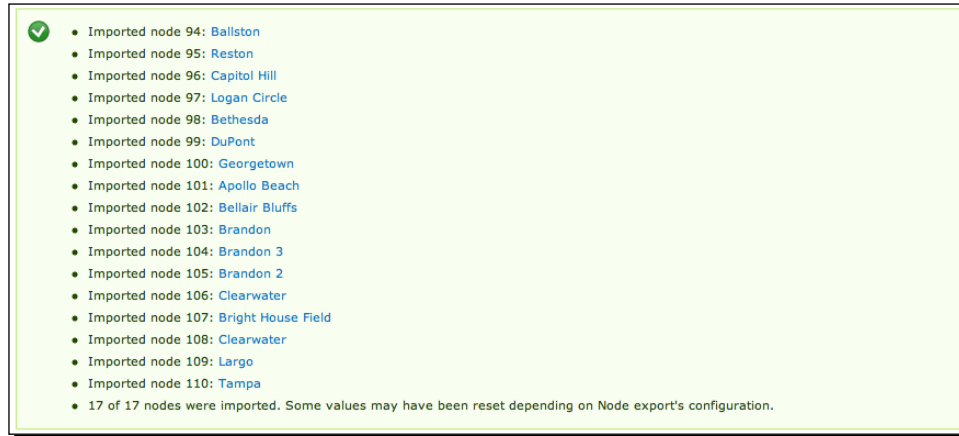 Imported node 94: Ballston
Imported node 95: Reston
Imported node 96: Capitol Hill
Imported node 97: Logan Circle
Imported node 98: Bethesda
Imported node 99: DuPont
Imported node 100: Georgetown
Imported node 101: Apollo Beach
Imported node 102: Bellair Bluffs
Imported node 103: Brandon
Imported node 104: Brandon 3
Imported node 105: Brandon 2
Imported node 106: Clearwater
Imported node 107: Bright House Field
Imported node 108: Clearwater
Imported node 109: Largo
Imported node 110: Tampa
17 of 17 nodes were imported. Some values may have been reset depending on Node export's configuration.